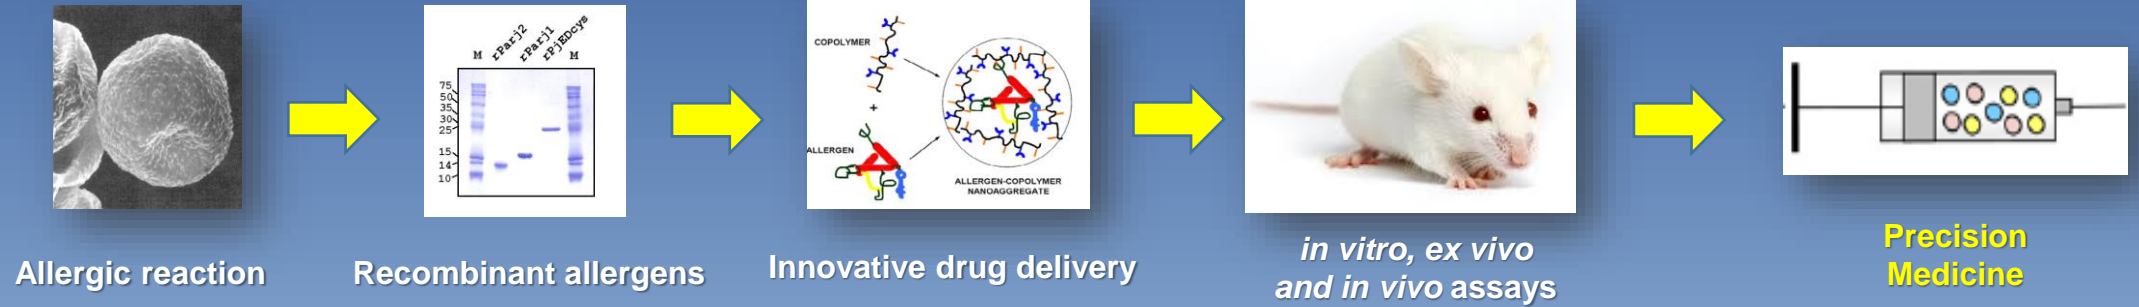 M rParj2 rParj1 rPjEDcys M
75
50
35
30
25
15
14
10
COPOLYMER
+
ALLERGEN
ALLERGEN-COPOLYMER
NANOAGGREGATE
Allergic reaction
Recombinant allergens
Innovative drug delivery
in vitro, ex vivo
and in vivo assays
Precision
Medicine